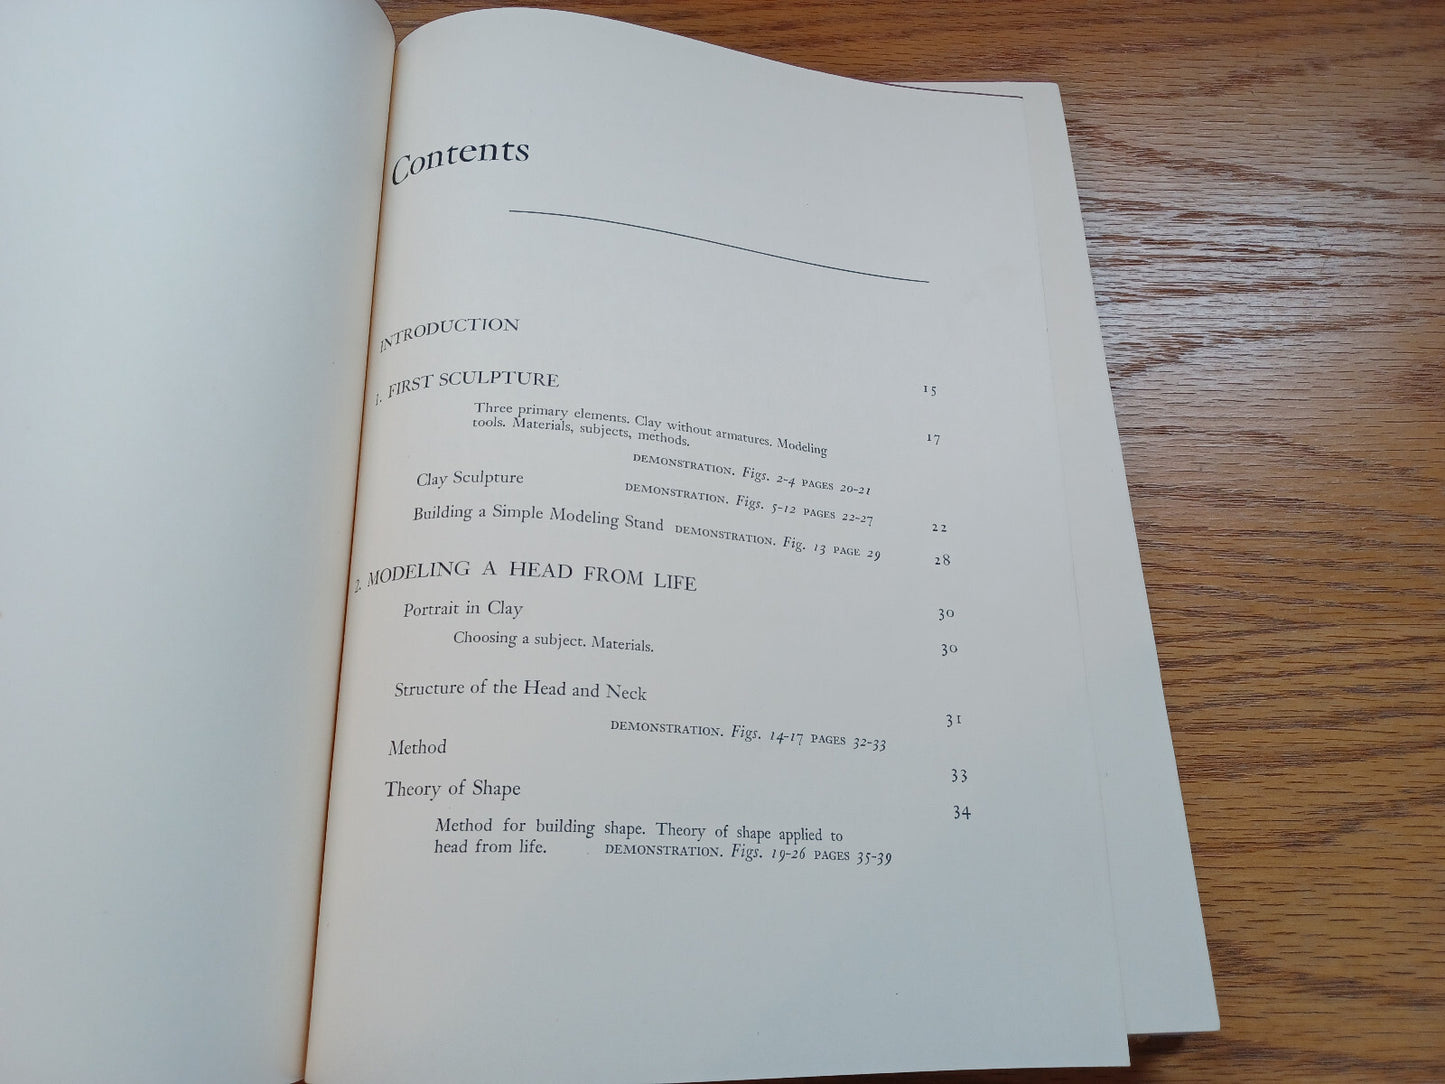 Contents
INTRODUCTION 15
1. FIRST SCULPTURE 17
Three primary elements. Clay without armatures. Modeling
tools. Materials, subjects, methods.
DEMONSTRATION. Figs. 2-4 PAGES 20-21
Clay Sculpture 22
DEMONSTRATION. Figs. 5-12 PAGES 22-27
Building a Simple Modeling Stand DEMONSTRATION. Fig. 13 PAGE 29 28
2. MODELING A HEAD FROM LIFE 30
Portrait in Clay 30
Choosing a subject. Materials.
Structure of the Head and Neck 31
DEMONSTRATION. Figs. 14-17 PAGES 32-33
Method 33
Theory of Shape 34
Method for building shape. Theory of shape applied to
head from life. DEMONSTRATION. Figs. 19-26 PAGES 35-39